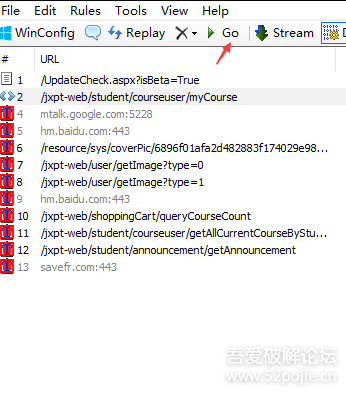 File Edit Rules Tools View Help
WinConfig Replay Go Stream D
# URL
1 /UpdateCheck.aspx?isBeta=True
2 /jxpt-web/student/courseuser/myCourse
4 mtalk.google.com:5228
5 hm.baidu.com:443
6 /resource/sys/coverPic/6896f01afa2d482883f174029e98...
7 /jxpt-web/user/getImage?type=0
8 /jxpt-web/user/getImage?type=1
9 hm.baidu.com:443
10 /jxpt-web/shoppingCart/queryCourseCount
11 /jxpt-web/student/courseuser/getAllCurrentCourseByStu...
12 /jxpt-web/student/announcement/getAnnouncement
13 savefr.com:443
吾爱破解论坛
www.52pojie.cn